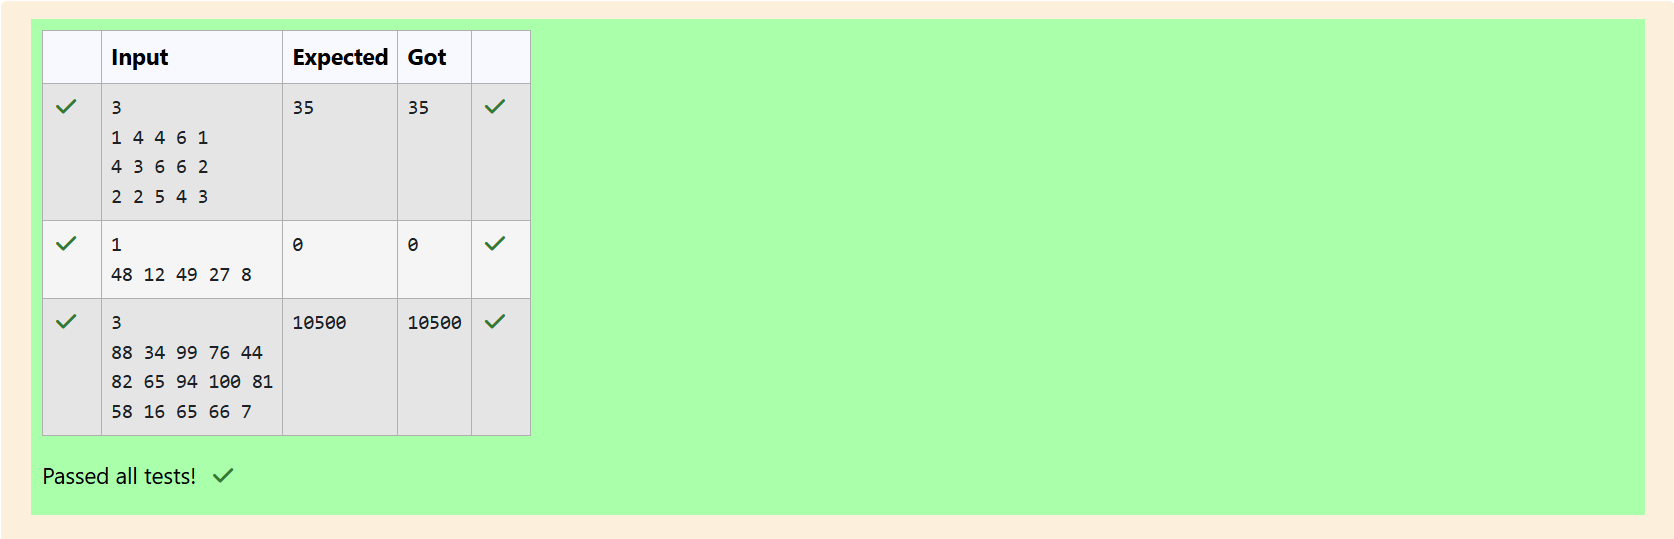 Input Expected Got
3 35 35
1 4 4 6 1
4 3 6 6 2
2 2 5 4 3
1 0 0
48 12 49 27 8
3 10500 10500
88 34 99 76 44
82 65 94 100 81
58 16 65 66 7
Passed all tests!